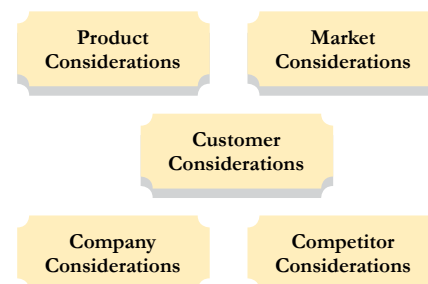 Product
Considerations
Market
Considerations
Customer
Considerations
Company
Considerations
Competitor
Considerations